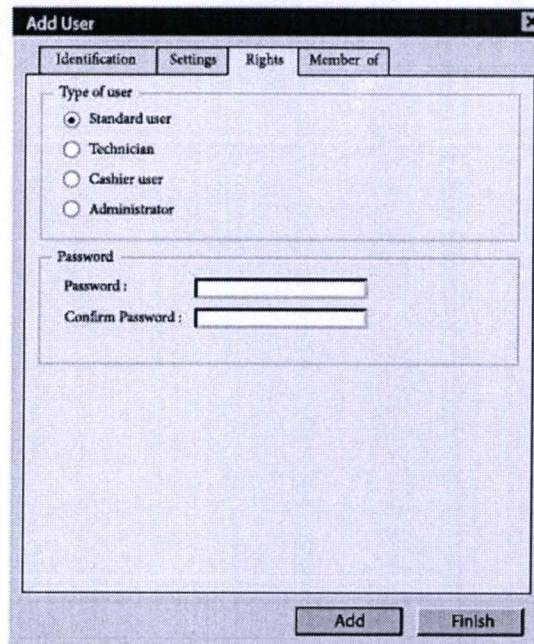 Add User
Identification Settings Rights Member of
Type of user
Standard user
Technician
Cashier user
Administrator
Password
Password :
Confirm Password :
Add Finish